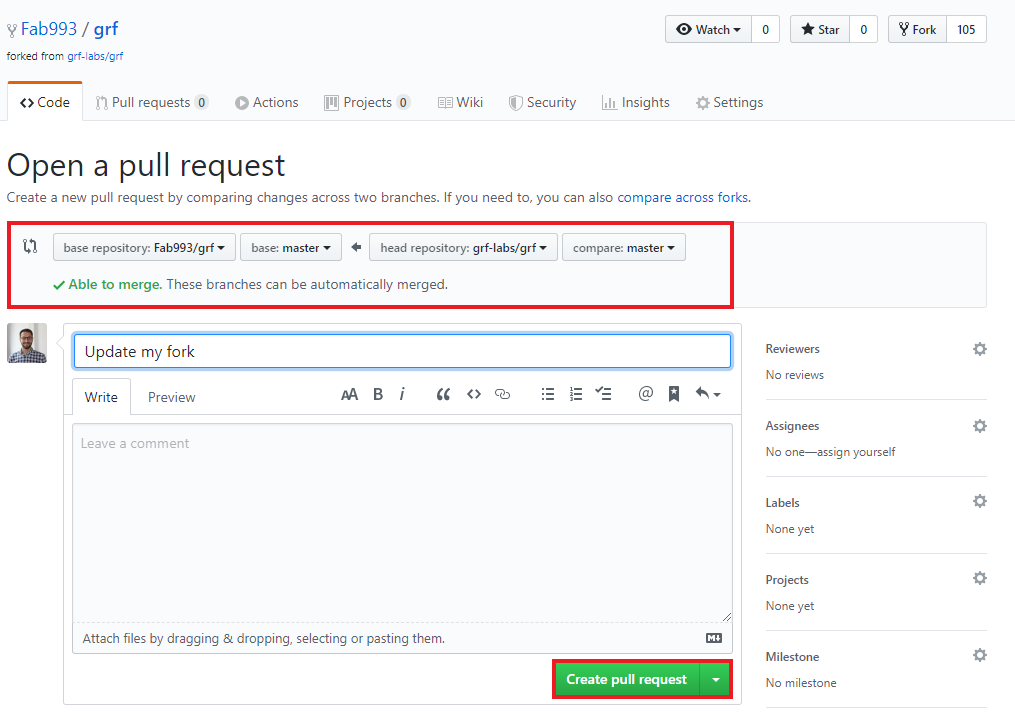 Fab993 / grf
Watch 0 Star 0 Fork 105
forked from grf-labs/grf
Code Pull requests 0 Actions Projects 0 Wiki Security Insights Settings
Open a pull request
Create a new pull request by comparing changes across two branches. If you need to, you can also compare across forks.
base repository: Fab993/grf base: master head repository: grf-labs/grf compare: master
Able to merge. These branches can be automatically merged.
Update my fork
Write Preview AA B i @
Leave a comment
Attach files by dragging & dropping, selecting or pasting them. M
Create pull request
Reviewers
No reviews
Assignees
No one—assign yourself
Labels
None yet
Projects
None yet
Milestone
No milestone